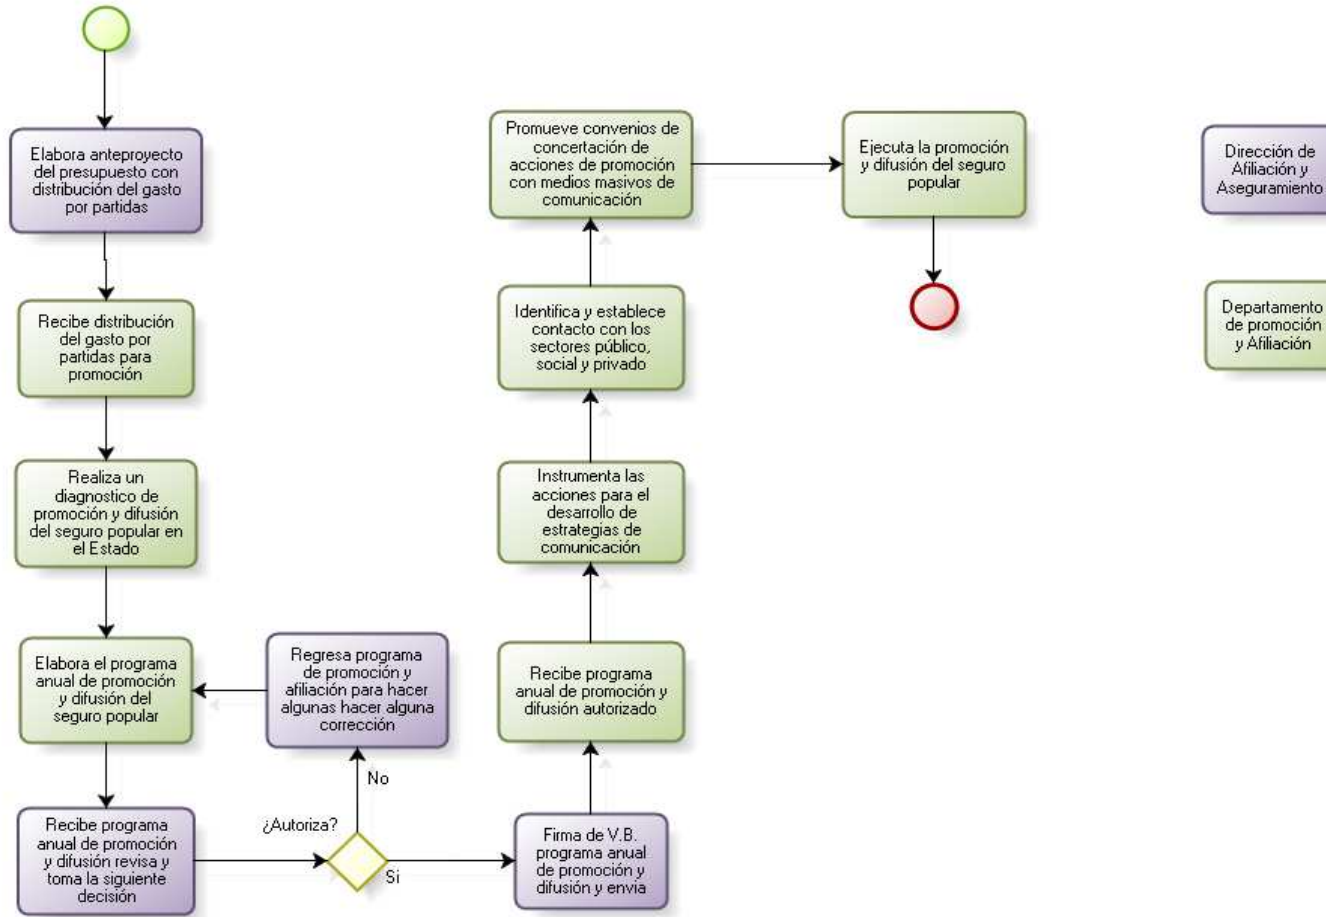 Elabora anteproyecto
del presupuesto con
distribución del gasto
por partidas
Recibe distribución
del gasto por
partidas para
promoción
Realiza un
diagnostico de
promoción y difusión
del seguro popular en
el Estado
Elabora el programa
anual de promoción
y difusión del
seguro popular
Recibe programa
anual de promoción
y difusión revisa y
toma la siguiente
decisión
¿Autoriza?
No
Regresa programa
de promoción y
afiliación para hacer
algunas hacer alguna
corrección
Si
Firma de V.B.
programa anual
de promoción y
difusión y envia
Recibe programa
anual de promoción y
difusión autorizado
Instrumenta las
acciones para el
desarrollo de
estrategias de
comunicación
Identifica y establece
contacto con los
sectores público,
social y privado
Promueve convenios de
concertación de
acciones de promoción
con medios masivos de
comunicación
Ejecuta la promoción
y difusión del seguro
popular
Dirección de
Afiliación y
Aseguramiento
Departamento
de promoción
y Afiliación